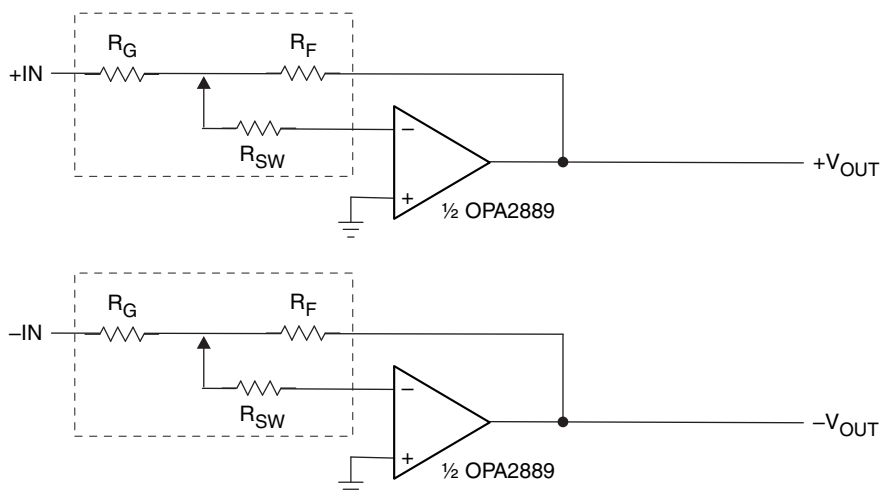 R_G
R_F
+IN
R_SW
−
+
½ OPA2889
+V_OUT
R_G
R_F
–IN
R_SW
−
+
½ OPA2889
–V_OUT